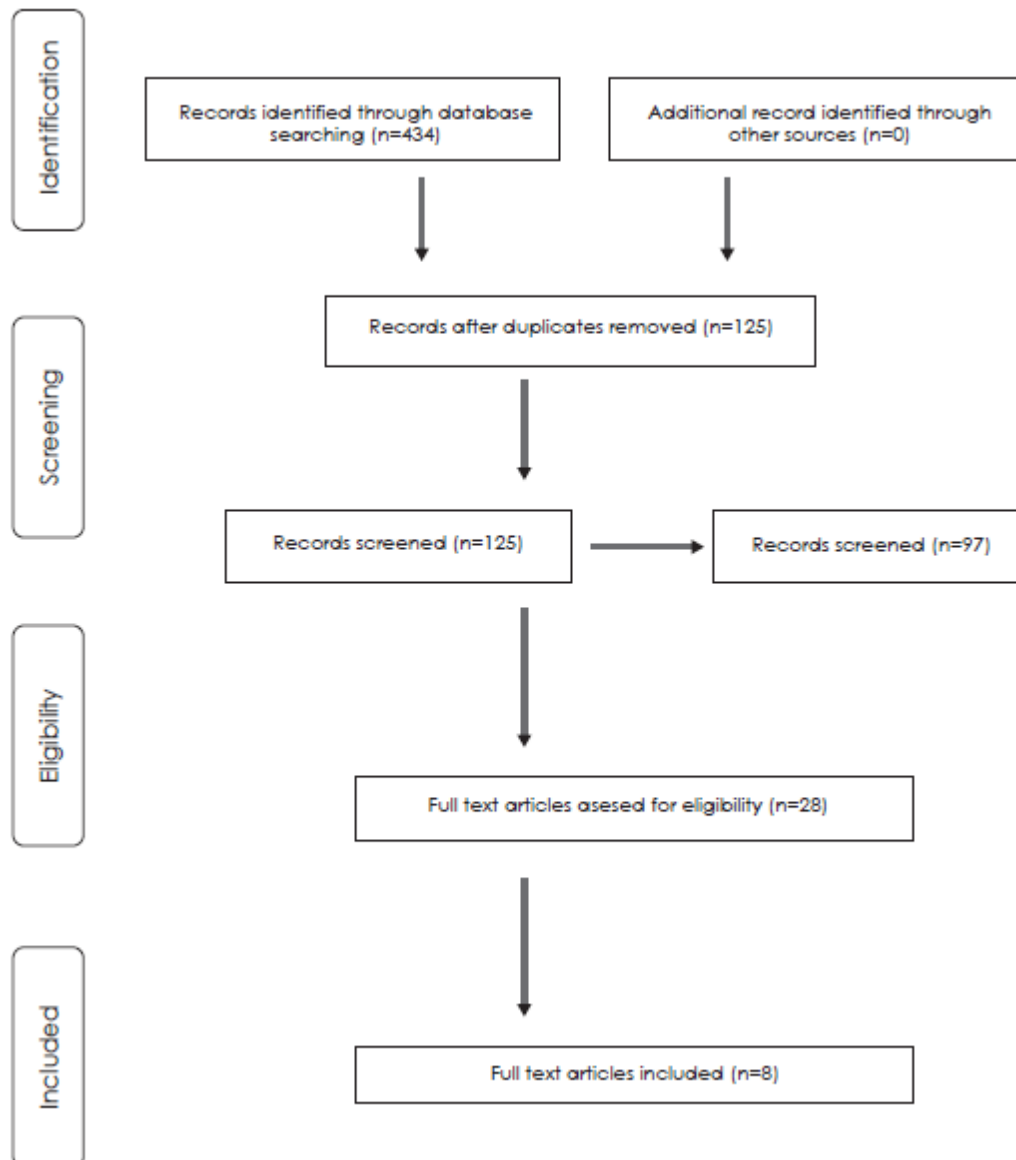 Identification
Records identified through database
searching (n=434)
Additional record identified through
other sources (n=0)
Screening
Records after duplicates removed (n=125)
Records screened (n=125)
Records screened (n=97)
Eligibility
Full text articles asesed for eligibility (n=28)
Included
Full text articles included (n=8)